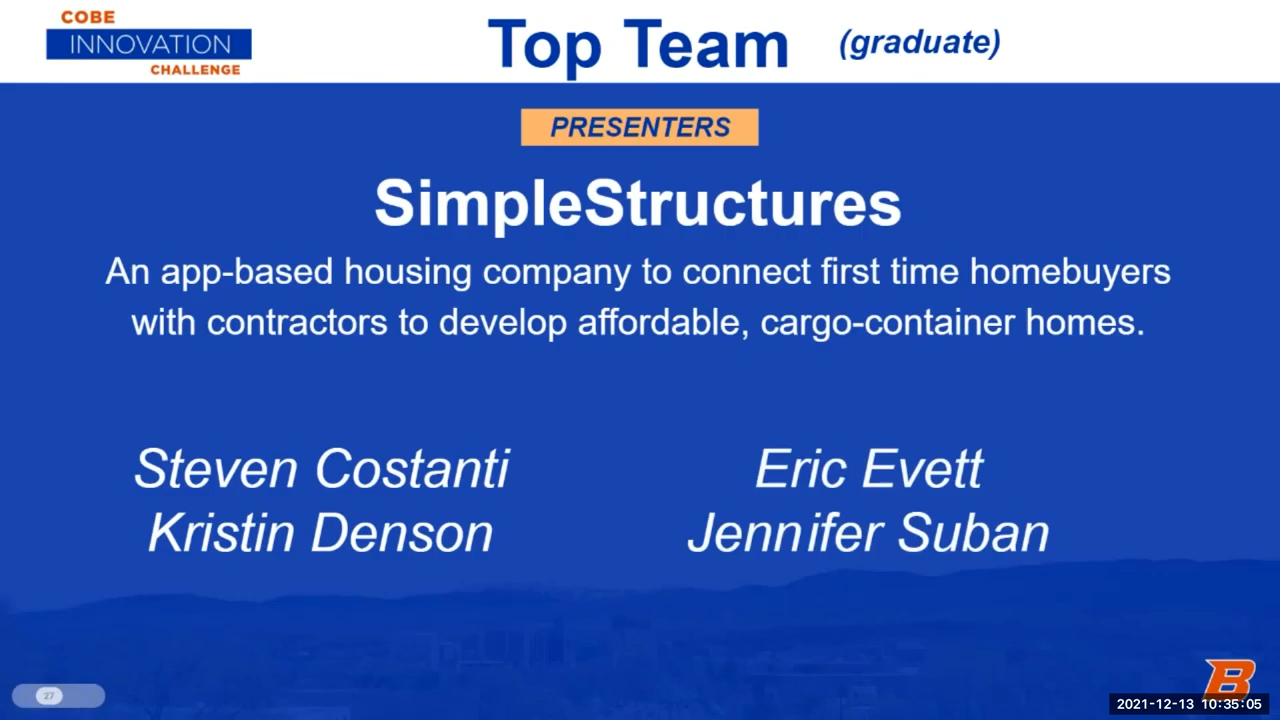 COBE
INNOVATION
CHALLENGE
Top Team (graduate)
PRESENTERS
SimpleStructures
An app-based housing company to connect first time homebuyers
with contractors to develop affordable, cargo-container homes.
Steven Costanti
Kristin Denson
Eric Evett
Jennifer Suban
27
B
2021-12-13 10:35:05